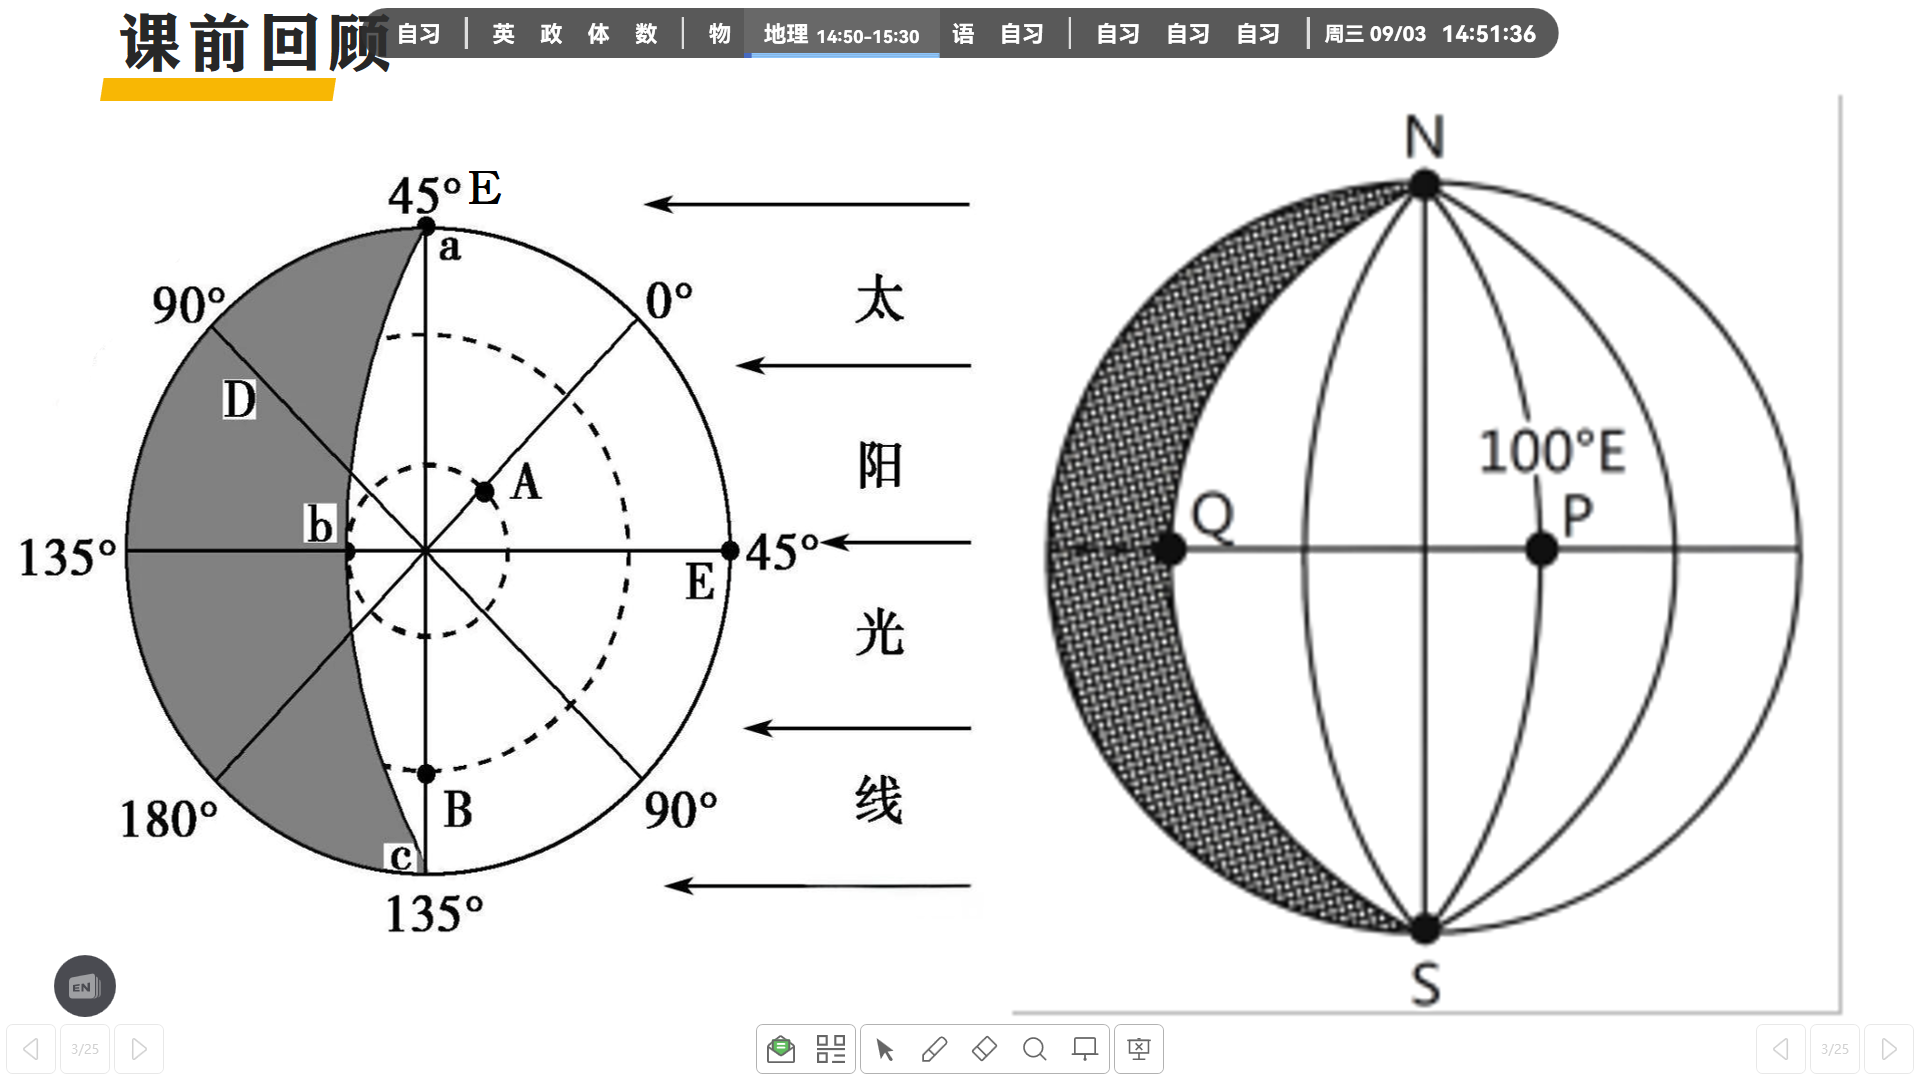 课前回顾
自习 | 英 政 体 数 | 物 地理 14:50-15:30 语 自习 | 自习 自习 自习 | 周三 09/03 14:51:36
45°E
a
90°
0°
D
A
b
135°
45°
E
180°
B
90°
c
135°
太
阳
光
线
N
100°E
Q
P
S
EN
3/25
3/25